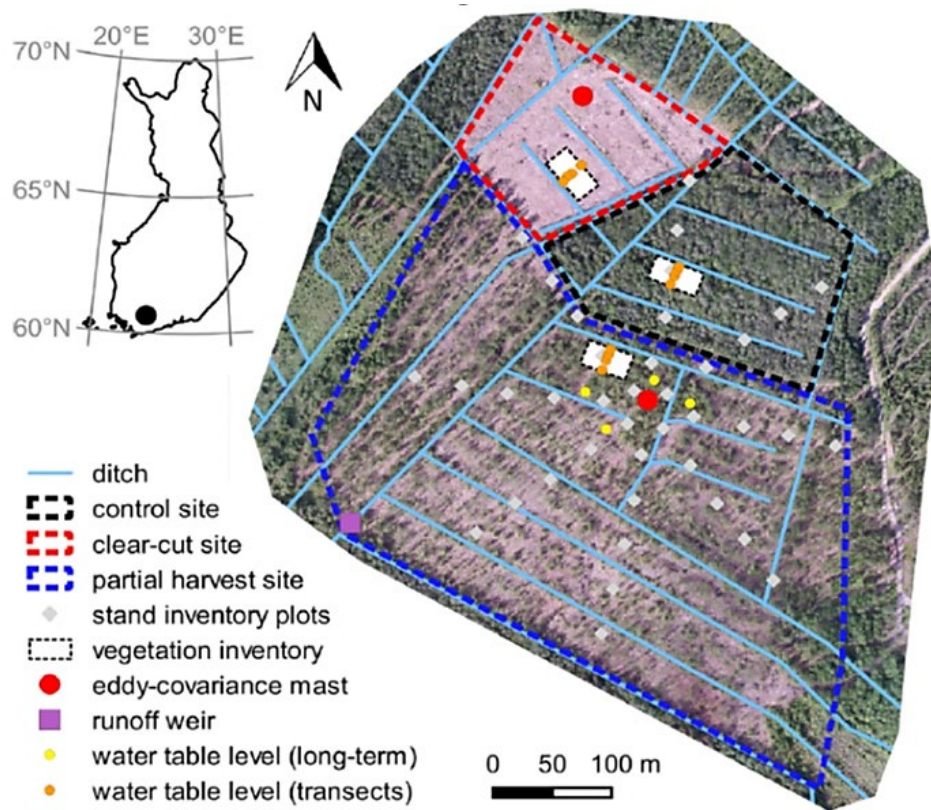 20°E 30°E
70°N
65°N
60°N
N
ditch
control site
clear-cut site
partial harvest site
stand inventory plots
vegetation inventory
eddy-covariance mast
runoff weir
water table level (long-term)
water table level (transects)
0 50 100 m